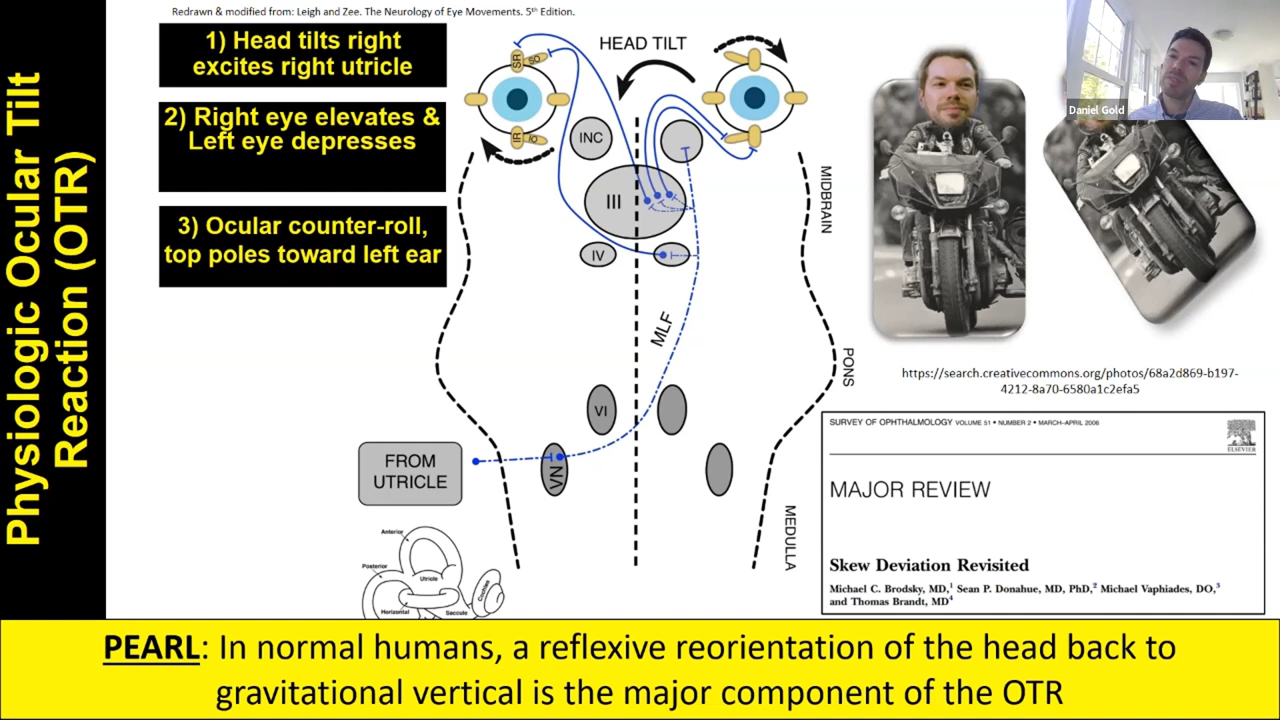 Redrawn & modified from: Leigh and Zee. The Neurology of Eye Movements. 5th Edition.
Physiologic Ocular Tilt
Reaction (OTR)
1) Head tilts right
excites right utricle
2) Right eye elevates &
Left eye depresses
3) Ocular counter-roll,
top poles toward left ear
HEAD TILT
SR
SO
IR
IO
INC
III
IV
MLF
VI
VN
MIDBRAIN
PONS
MEDULLA
FROM
UTRICLE
Anterior
Posterior
Utricle
Cochlea
Horizontal
Saccule
Daniel Gold
https://search.creativecommons.org/photos/68a2d869-b197-
4212-8a70-6580a1c2efa5
SURVEY OF OPHTHALMOLOGY VOLUME 51 • NUMBER 2 • MARCH–APRIL 2006
ELSEVIER
MAJOR REVIEW
Skew Deviation Revisited
Michael C. Brodsky, MD,1 Sean P. Donahue, MD, PhD,2 Michael Vaphiades, DO,3
and Thomas Brandt, MD4
PEARL: In normal humans, a reflexive reorientation of the head back to
gravitational vertical is the major component of the OTR